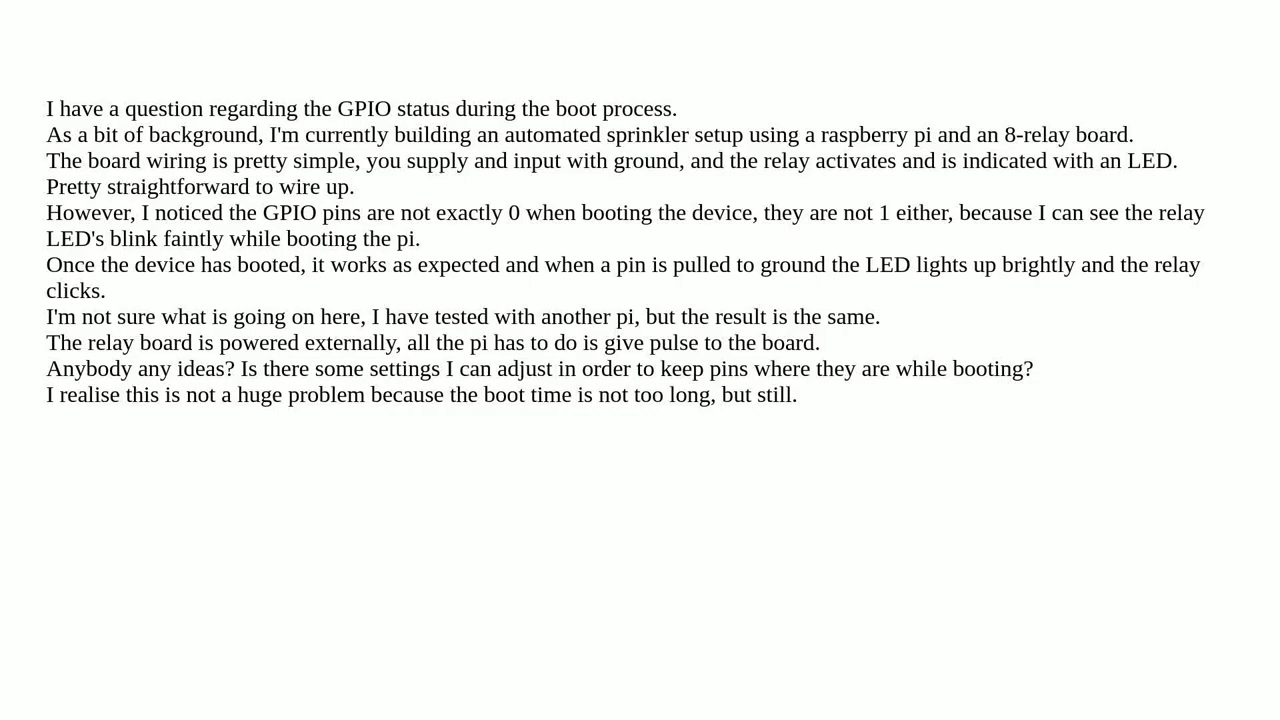 I have a question regarding the GPIO status during the boot process.
As a bit of background, I'm currently building an automated sprinkler setup using a raspberry pi and an 8-relay board.
The board wiring is pretty simple, you supply and input with ground, and the relay activates and is indicated with an LED.
Pretty straightforward to wire up.
However, I noticed the GPIO pins are not exactly 0 when booting the device, they are not 1 either, because I can see the relay
LED's blink faintly while booting the pi.
Once the device has booted, it works as expected and when a pin is pulled to ground the LED lights up brightly and the relay
clicks.
I'm not sure what is going on here, I have tested with another pi, but the result is the same.
The relay board is powered externally, all the pi has to do is give pulse to the board.
Anybody any ideas? Is there some settings I can adjust in order to keep pins where they are while booting?
I realise this is not a huge problem because the boot time is not too long, but still.